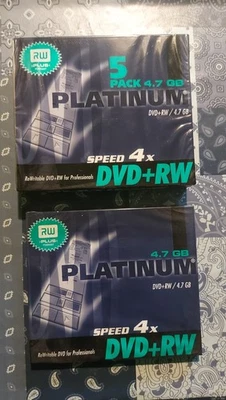 RW
PLUS
5
PACK 4.7 GB
PLATINUM
DVD+RW / 4.7 GB
SPEED 4x
ReWritable DVD+RW for Professionals
DVD+RW
RW
PLUS
4.7 GB
PLATINUM
DVD+RW / 4.7 GB
SPEED 4x
ReWritable DVD for Professionals
DVD+RW